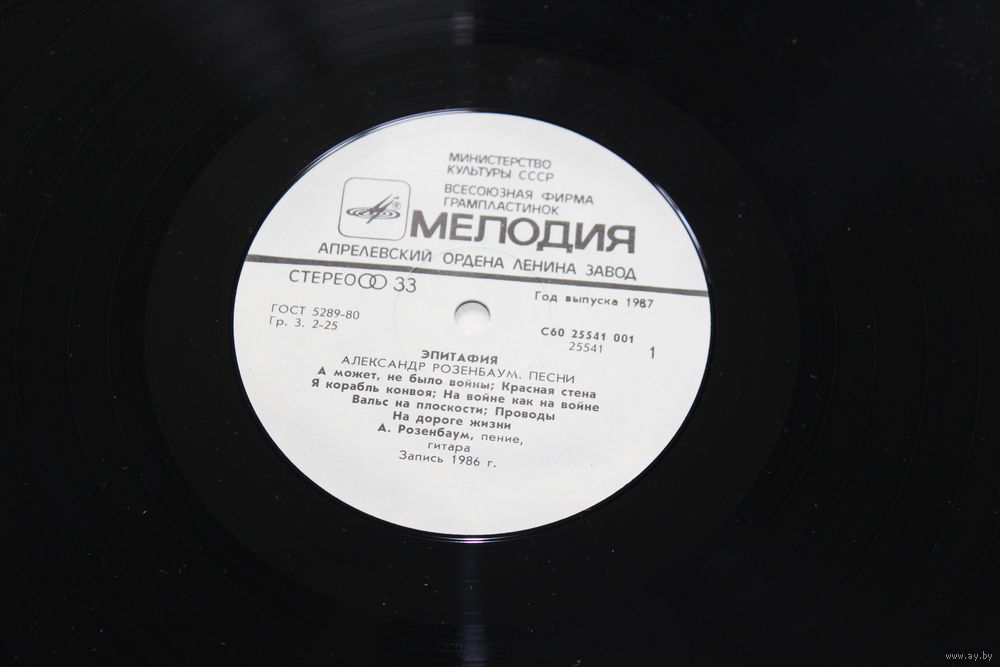 МИНИСТЕРСТВО
КУЛЬТУРЫ СССР
ВСЕСОЮЗНАЯ ФИРМА
ГРАМПЛАСТИНОК
®
МЕЛОДИЯ
АПРЕЛЕВСКИЙ ОРДЕНА ЛЕНИНА ЗАВОД
СТЕРЕО 33
Год выпуска 1987
ГОСТ 5289-80
Гр. 3. 2-25
С60 25541 001
25541
1
ЭПИТАФИЯ
АЛЕКСАНДР РОЗЕНБАУМ. ПЕСНИ
А может, не было войны; Красная стена
Я корабль конвоя; На войне как на войне
Вальс на плоскости; Проводы
На дороге жизни
А. Розенбаум, пение,
гитара
Запись 1986 г.
www.ay.by